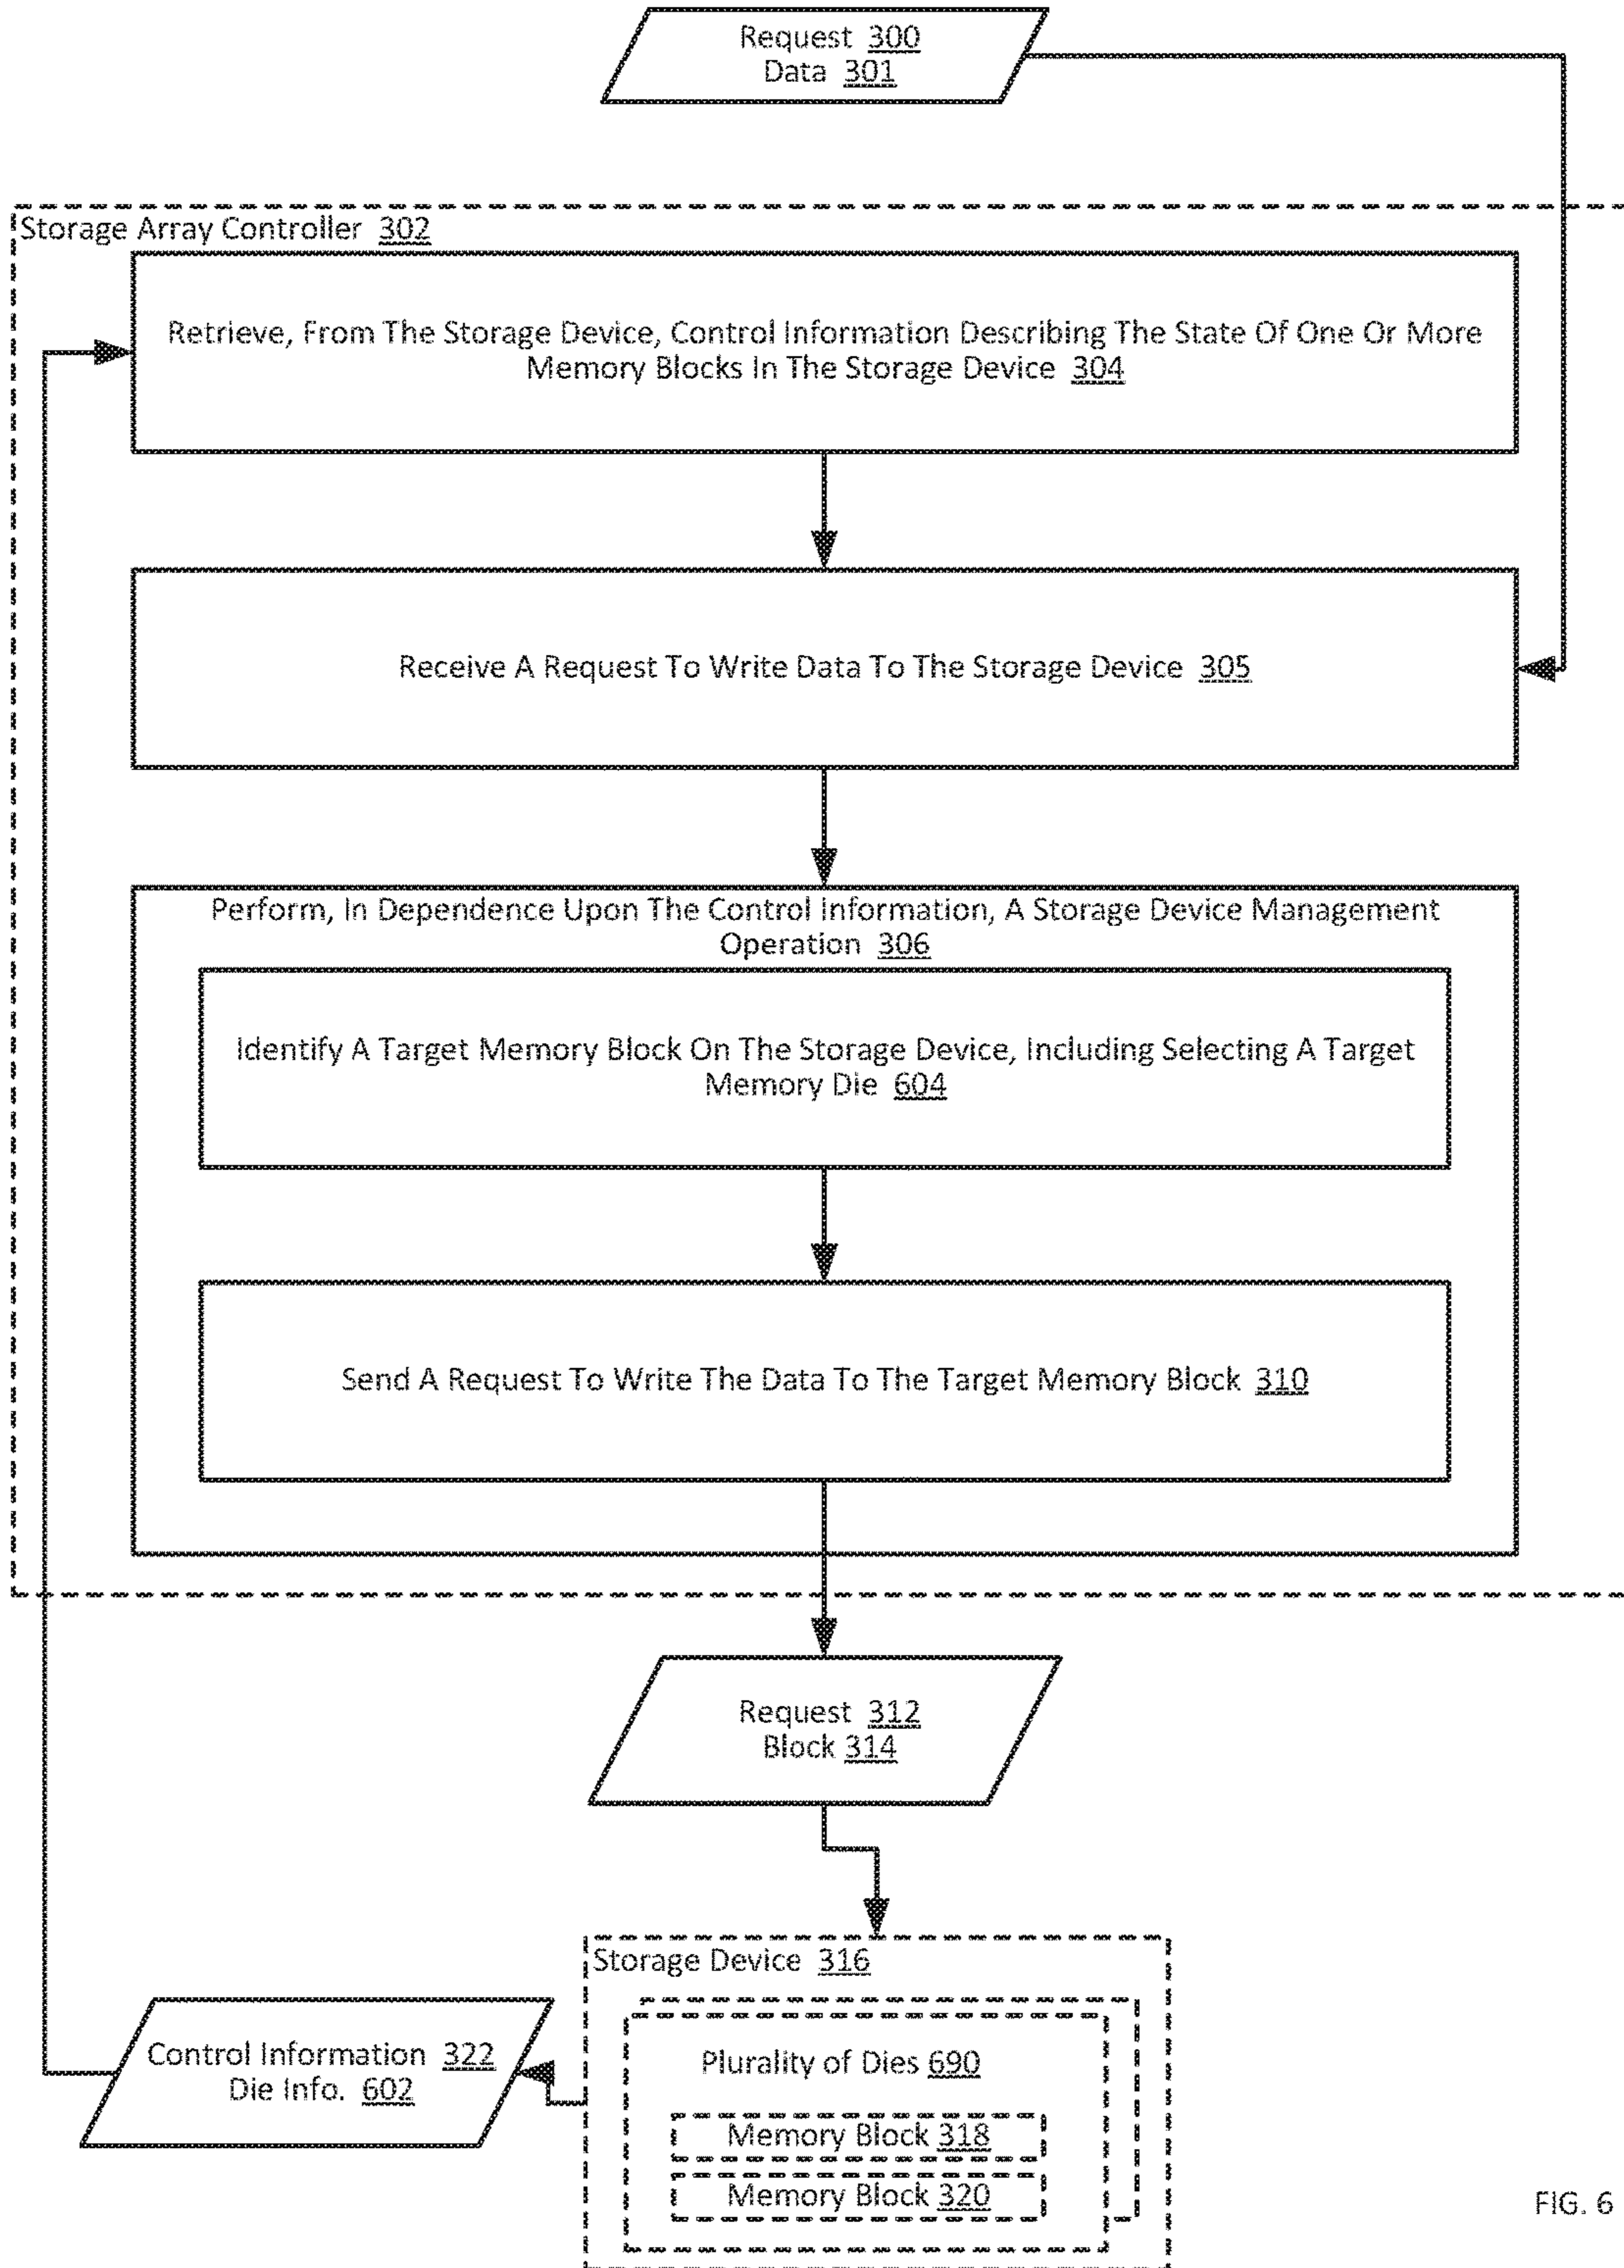 Request 300
Data 301
Storage Array Controller 302
Retrieve, From The Storage Device, Control Information Describing The State Of One Or More
Memory Blocks In The Storage Device 304
Receive A Request To Write Data To The Storage Device 305
Perform, In Dependence Upon The Control Information, A Storage Device Management
Operation 306
Identify A Target Memory Block On The Storage Device, Including Selecting A Target
Memory Die 604
Send A Request To Write The Data To The Target Memory Block 310
Request 312
Block 314
Storage Device 316
Control Information 322
Die Info. 602
Plurality of Dies 690
Memory Block 318
Memory Block 320
FIG. 6